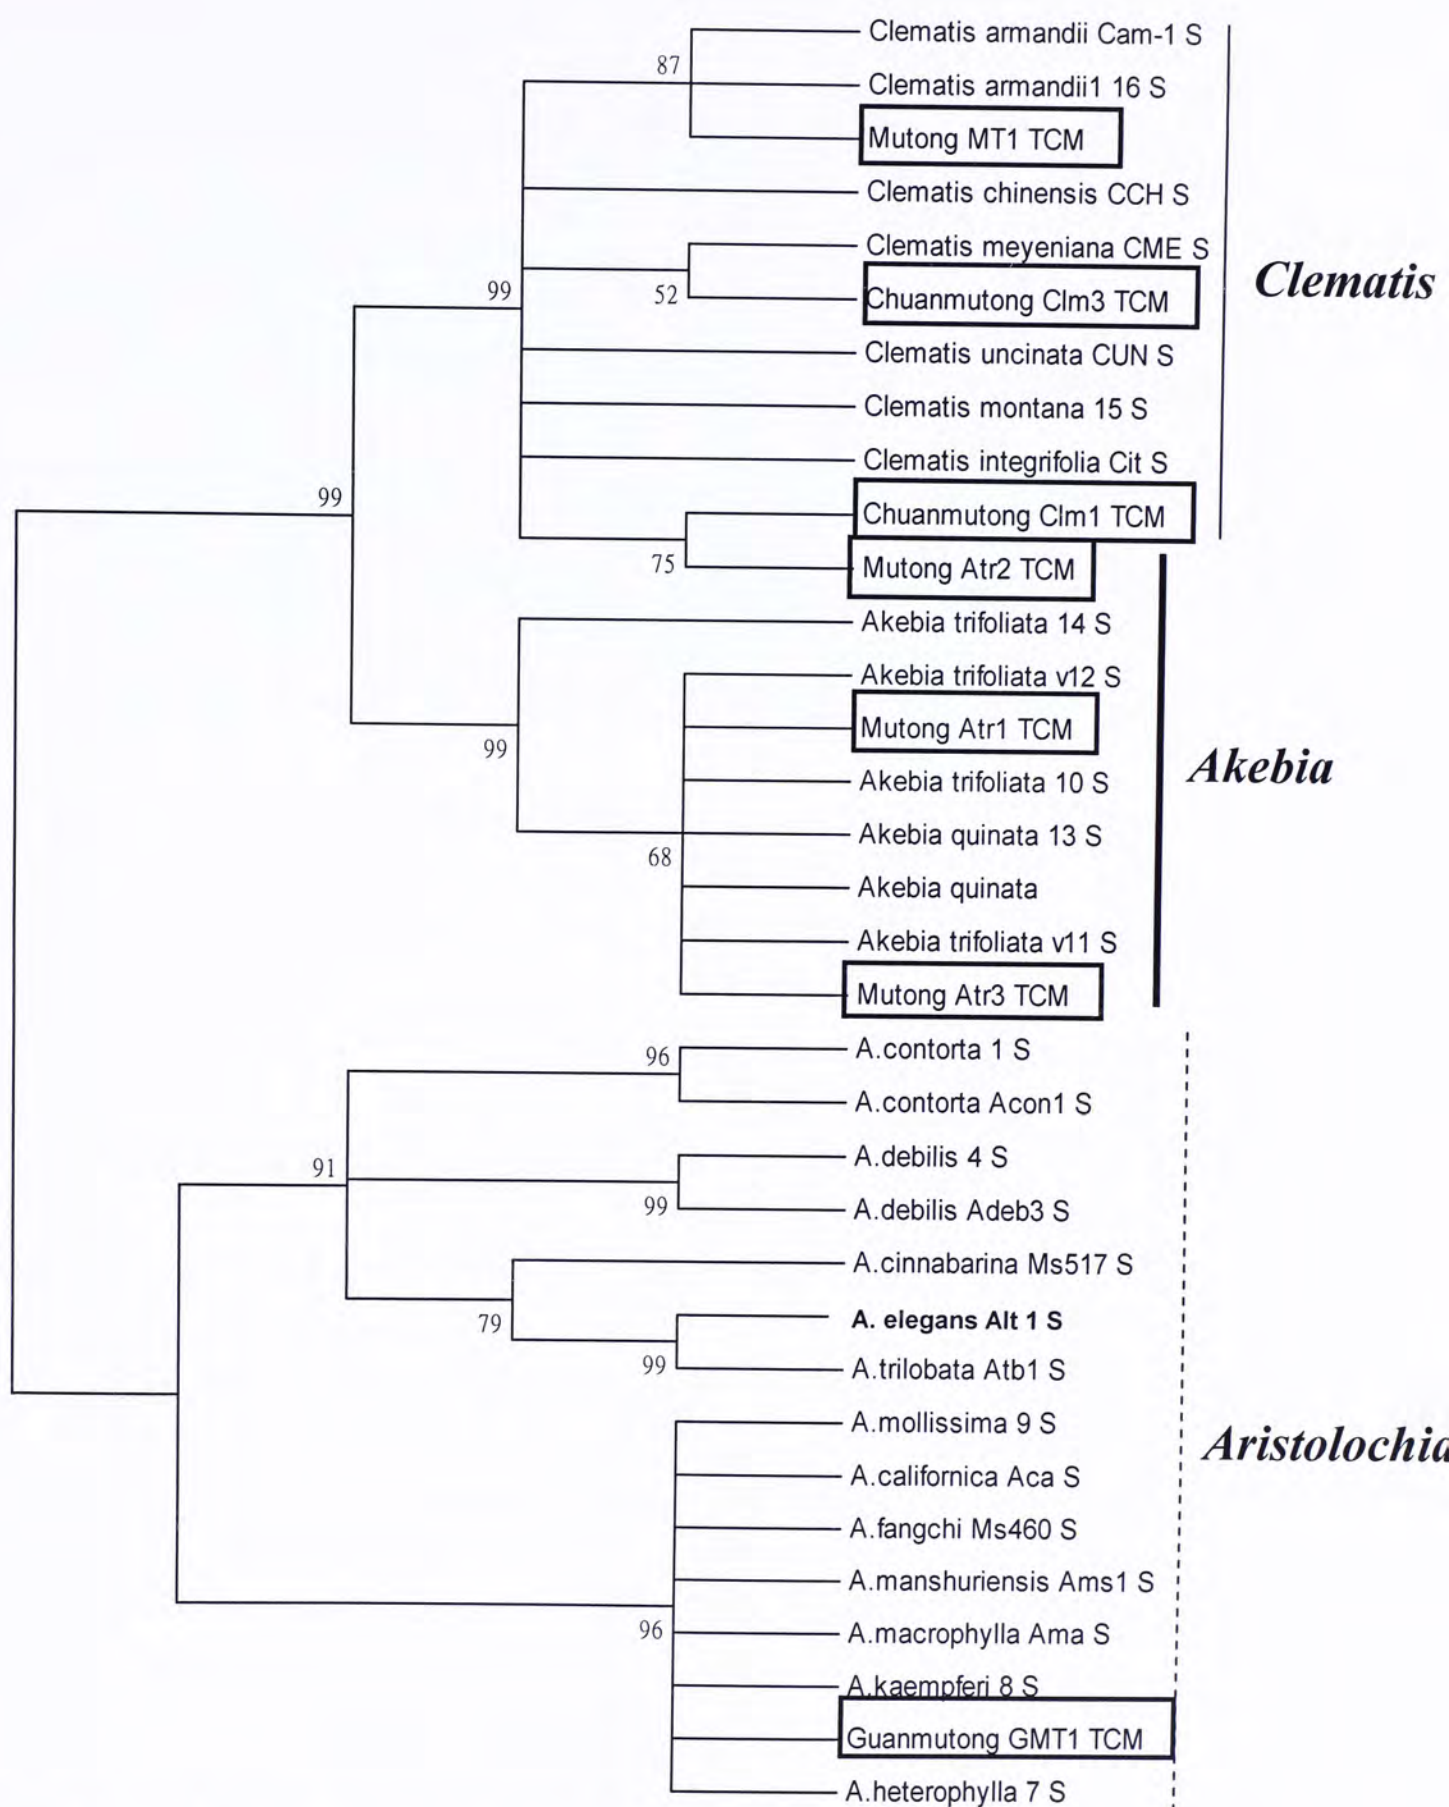 Clematis armandii Cam-1 S
87
Clematis armandii1 16 S
Mutong MT1 TCM
Clematis chinensis CCH S
Clematis meyeniana CME S
99
52
Chuanmutong Clm3 TCM
Clematis
Clematis uncinata CUN S
Clematis montana 15 S
Clematis integrifolia Cit S
99
Chuanmutong Clm1 TCM
75
Mutong Atr2 TCM
Akebia trifoliata 14 S
Akebia trifoliata v12 S
99
Mutong Atr1 TCM
Akebia
Akebia trifoliata 10 S
Akebia quinata 13 S
68
Akebia quinata
Akebia trifoliata v11 S
Mutong Atr3 TCM
96
A.contorta 1 S
A.contorta Acon1 S
91
A.debilis 4 S
99
A.debilis Adeb3 S
A.cinnabarina Ms517 S
79
A. elegans Alt 1 S
99
A.trilobata Atb1 S
A.mollissima 9 S
Aristolochia
A.californica Aca S
A.fangchi Ms460 S
A.manshuriensis Ams1 S
96
A.macrophylla Ama S
A.kaempferi 8 S
Guanmutong GMT1 TCM
A.heterophylla 7 S